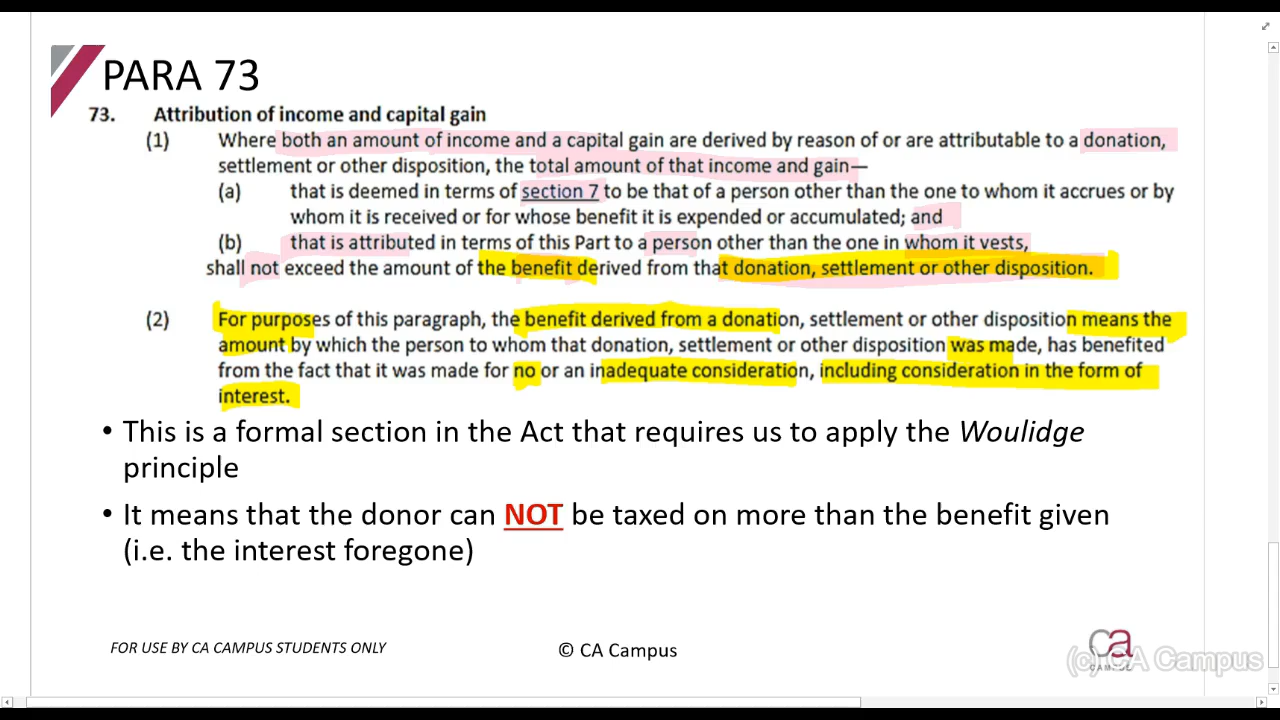 PARA 73
73. Attribution of income and capital gain
(1) Where both an amount of income and a capital gain are derived by reason of or are attributable to a donation,
settlement or other disposition, the total amount of that income and gain—
(a) that is deemed in terms of section 7 to be that of a person other than the one to whom it accrues or by
whom it is received or for whose benefit it is expended or accumulated; and
(b) that is attributed in terms of this Part to a person other than the one in whom it vests,
shall not exceed the amount of the benefit derived from that donation, settlement or other disposition.
(2) For purposes of this paragraph, the benefit derived from a donation, settlement or other disposition means the
amount by which the person to whom that donation, settlement or other disposition was made, has benefited
from the fact that it was made for no or an inadequate consideration, including consideration in the form of
interest.
• This is a formal section in the Act that requires us to apply the Woulidge
principle
• It means that the donor can NOT be taxed on more than the benefit given
(i.e. the interest foregone)
FOR USE BY CA CAMPUS STUDENTS ONLY
© CA Campus
ca
CAMPUS
(c) CA Campus